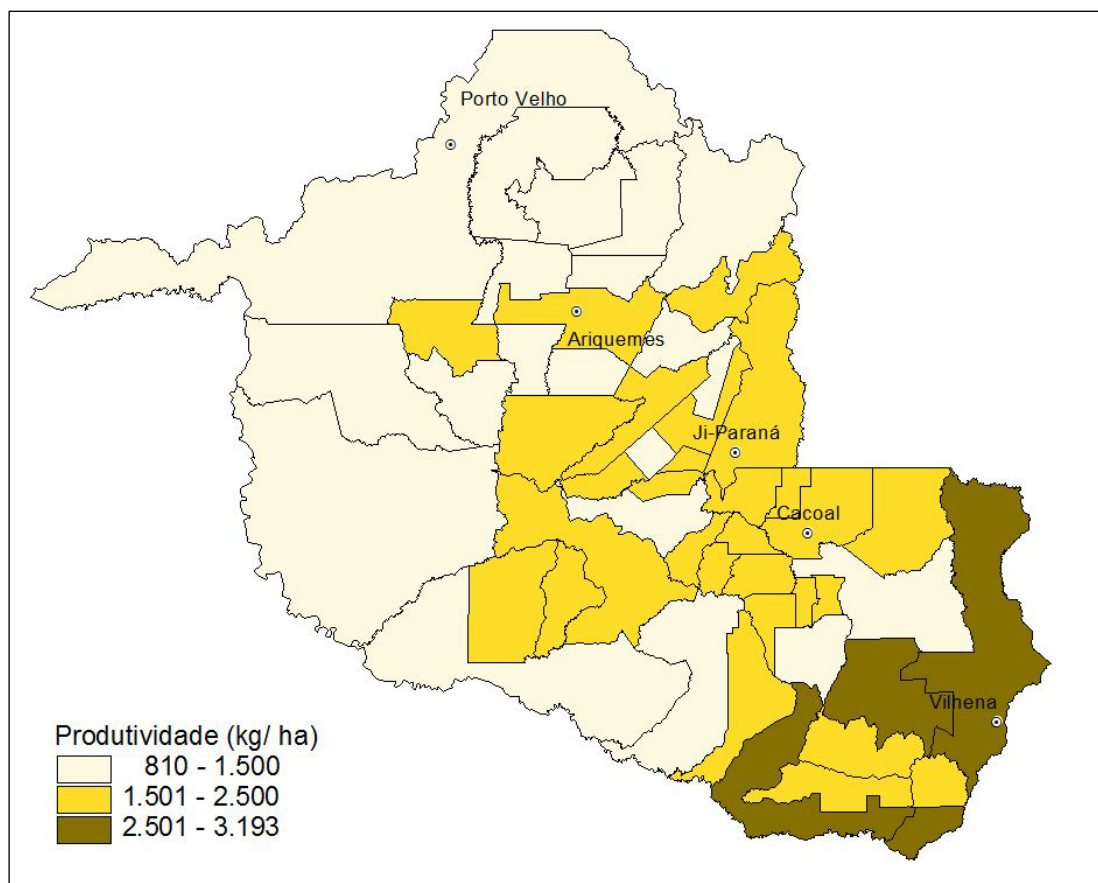 Porto Velho
Ariquemes
Ji-Paraná
Cacoal
Vilhena
Produtividade (kg/ ha)
810 - 1.500
1.501 - 2.500
2.501 - 3.193